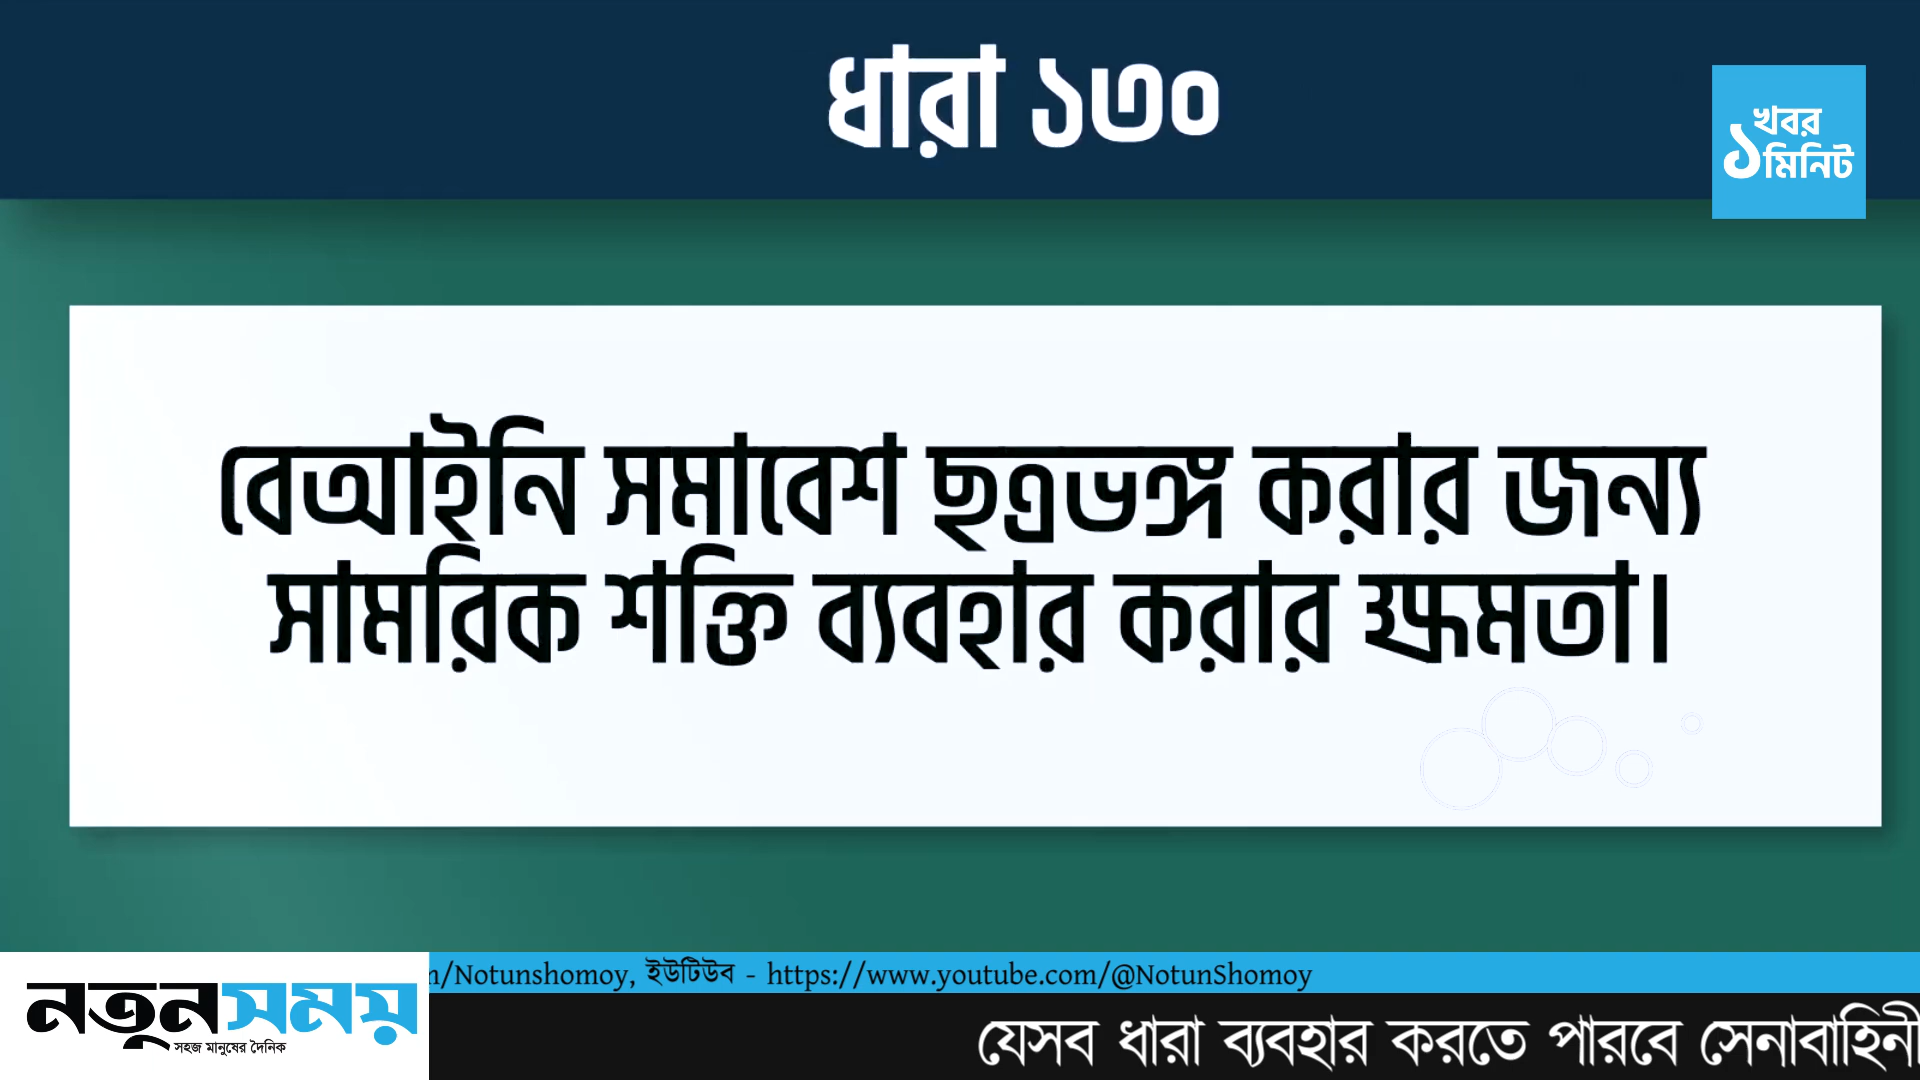 ধারা ১৩০
খবর
১ মিনিট
বেআইনি সমাবেশ ছত্রভঙ্গ করার জন্য
সামরিক শক্তি ব্যবহার করার ক্ষমতা।
/Notunshomoy, ইউটিউব - https://www.youtube.com/@NotunShomoy
নতুনসময়
সহজ মানুষের দৈনিক
যেসব ধারা ব্যবহার করতে পারবে সেনাবাহিনী